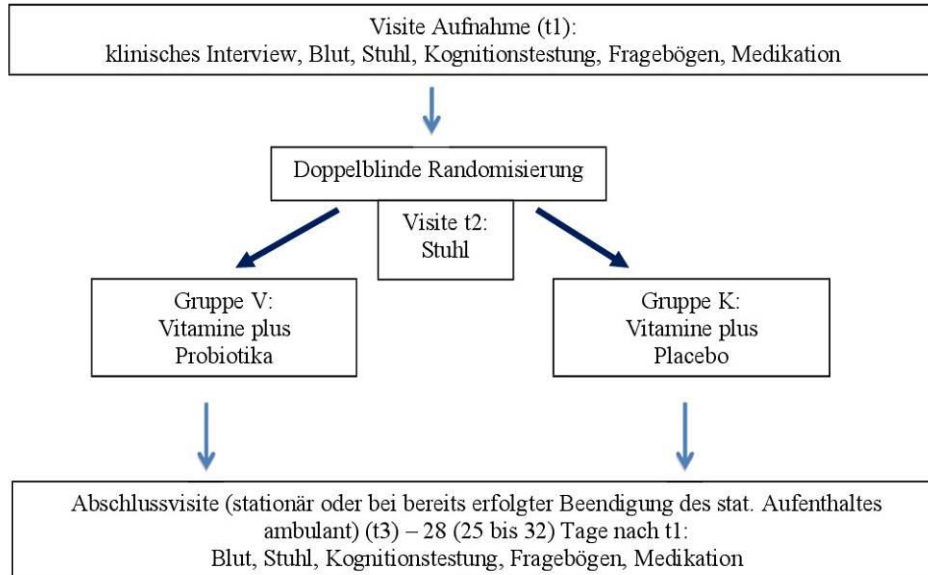 Visite Aufnahme (t1):
klinisches Interview, Blut, Stuhl, Kognitionstestung, Fragebögen, Medikation
Doppelblinde Randomisierung
Visite t2:
Stuhl
Gruppe V:
Vitamine plus
Probiotika
Gruppe K:
Vitamine plus
Placebo
Abschlussvisite (stationär oder bei bereits erfolgter Beendigung des stat. Aufenthaltes
ambulant) (t3) – 28 (25 bis 32) Tage nach t1:
Blut, Stuhl, Kognitionstestung, Fragebögen, Medikation